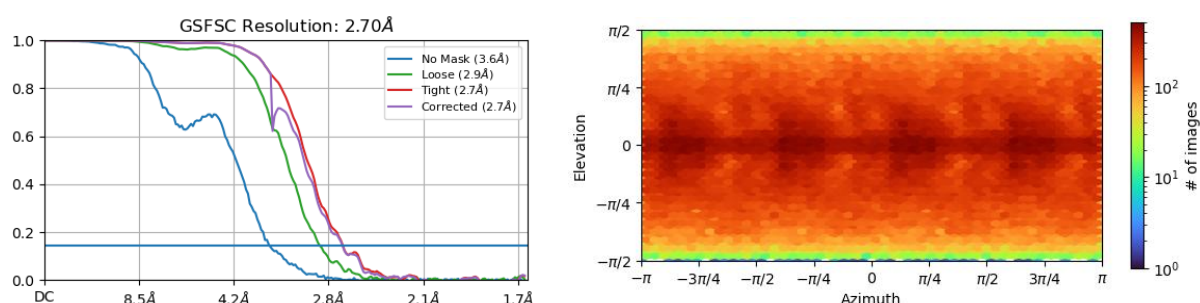 GSFSC Resolution: 2.70Å
1.0
0.8
0.6
0.4
0.2
0.0
No Mask (3.6Å)
Loose (2.9Å)
Tight (2.7Å)
Corrected (2.7Å)
DC
8.5Å
4.2Å
2.8Å
2.1Å
1.7Å
Elevation
π/2
π/4
0
−π/4
−π/2
−π
−3π/4
−π/2
−π/4
0
π/4
π/2
3π/4
π
Azimuth
10²
10¹
10⁰
# of images